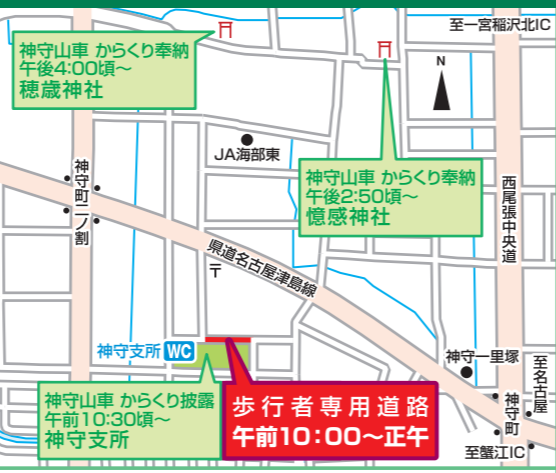 至一宮稲沢北IC
神守山車 からくり奉納
午後4:00頃~
穂歳神社
N
JA海部東
神守山車 からくり奉納
午後2:50頃~
憶感神社
神守町二ノ割
西尾張中央道
県道名古屋津島線
〒
神守支所 WC
神守一里塚
至名古屋
神守山車 からくり披露
午前10:30頃~
神守支所
歩行者専用道路
午前10:00~正午
神守町
至蟹江IC